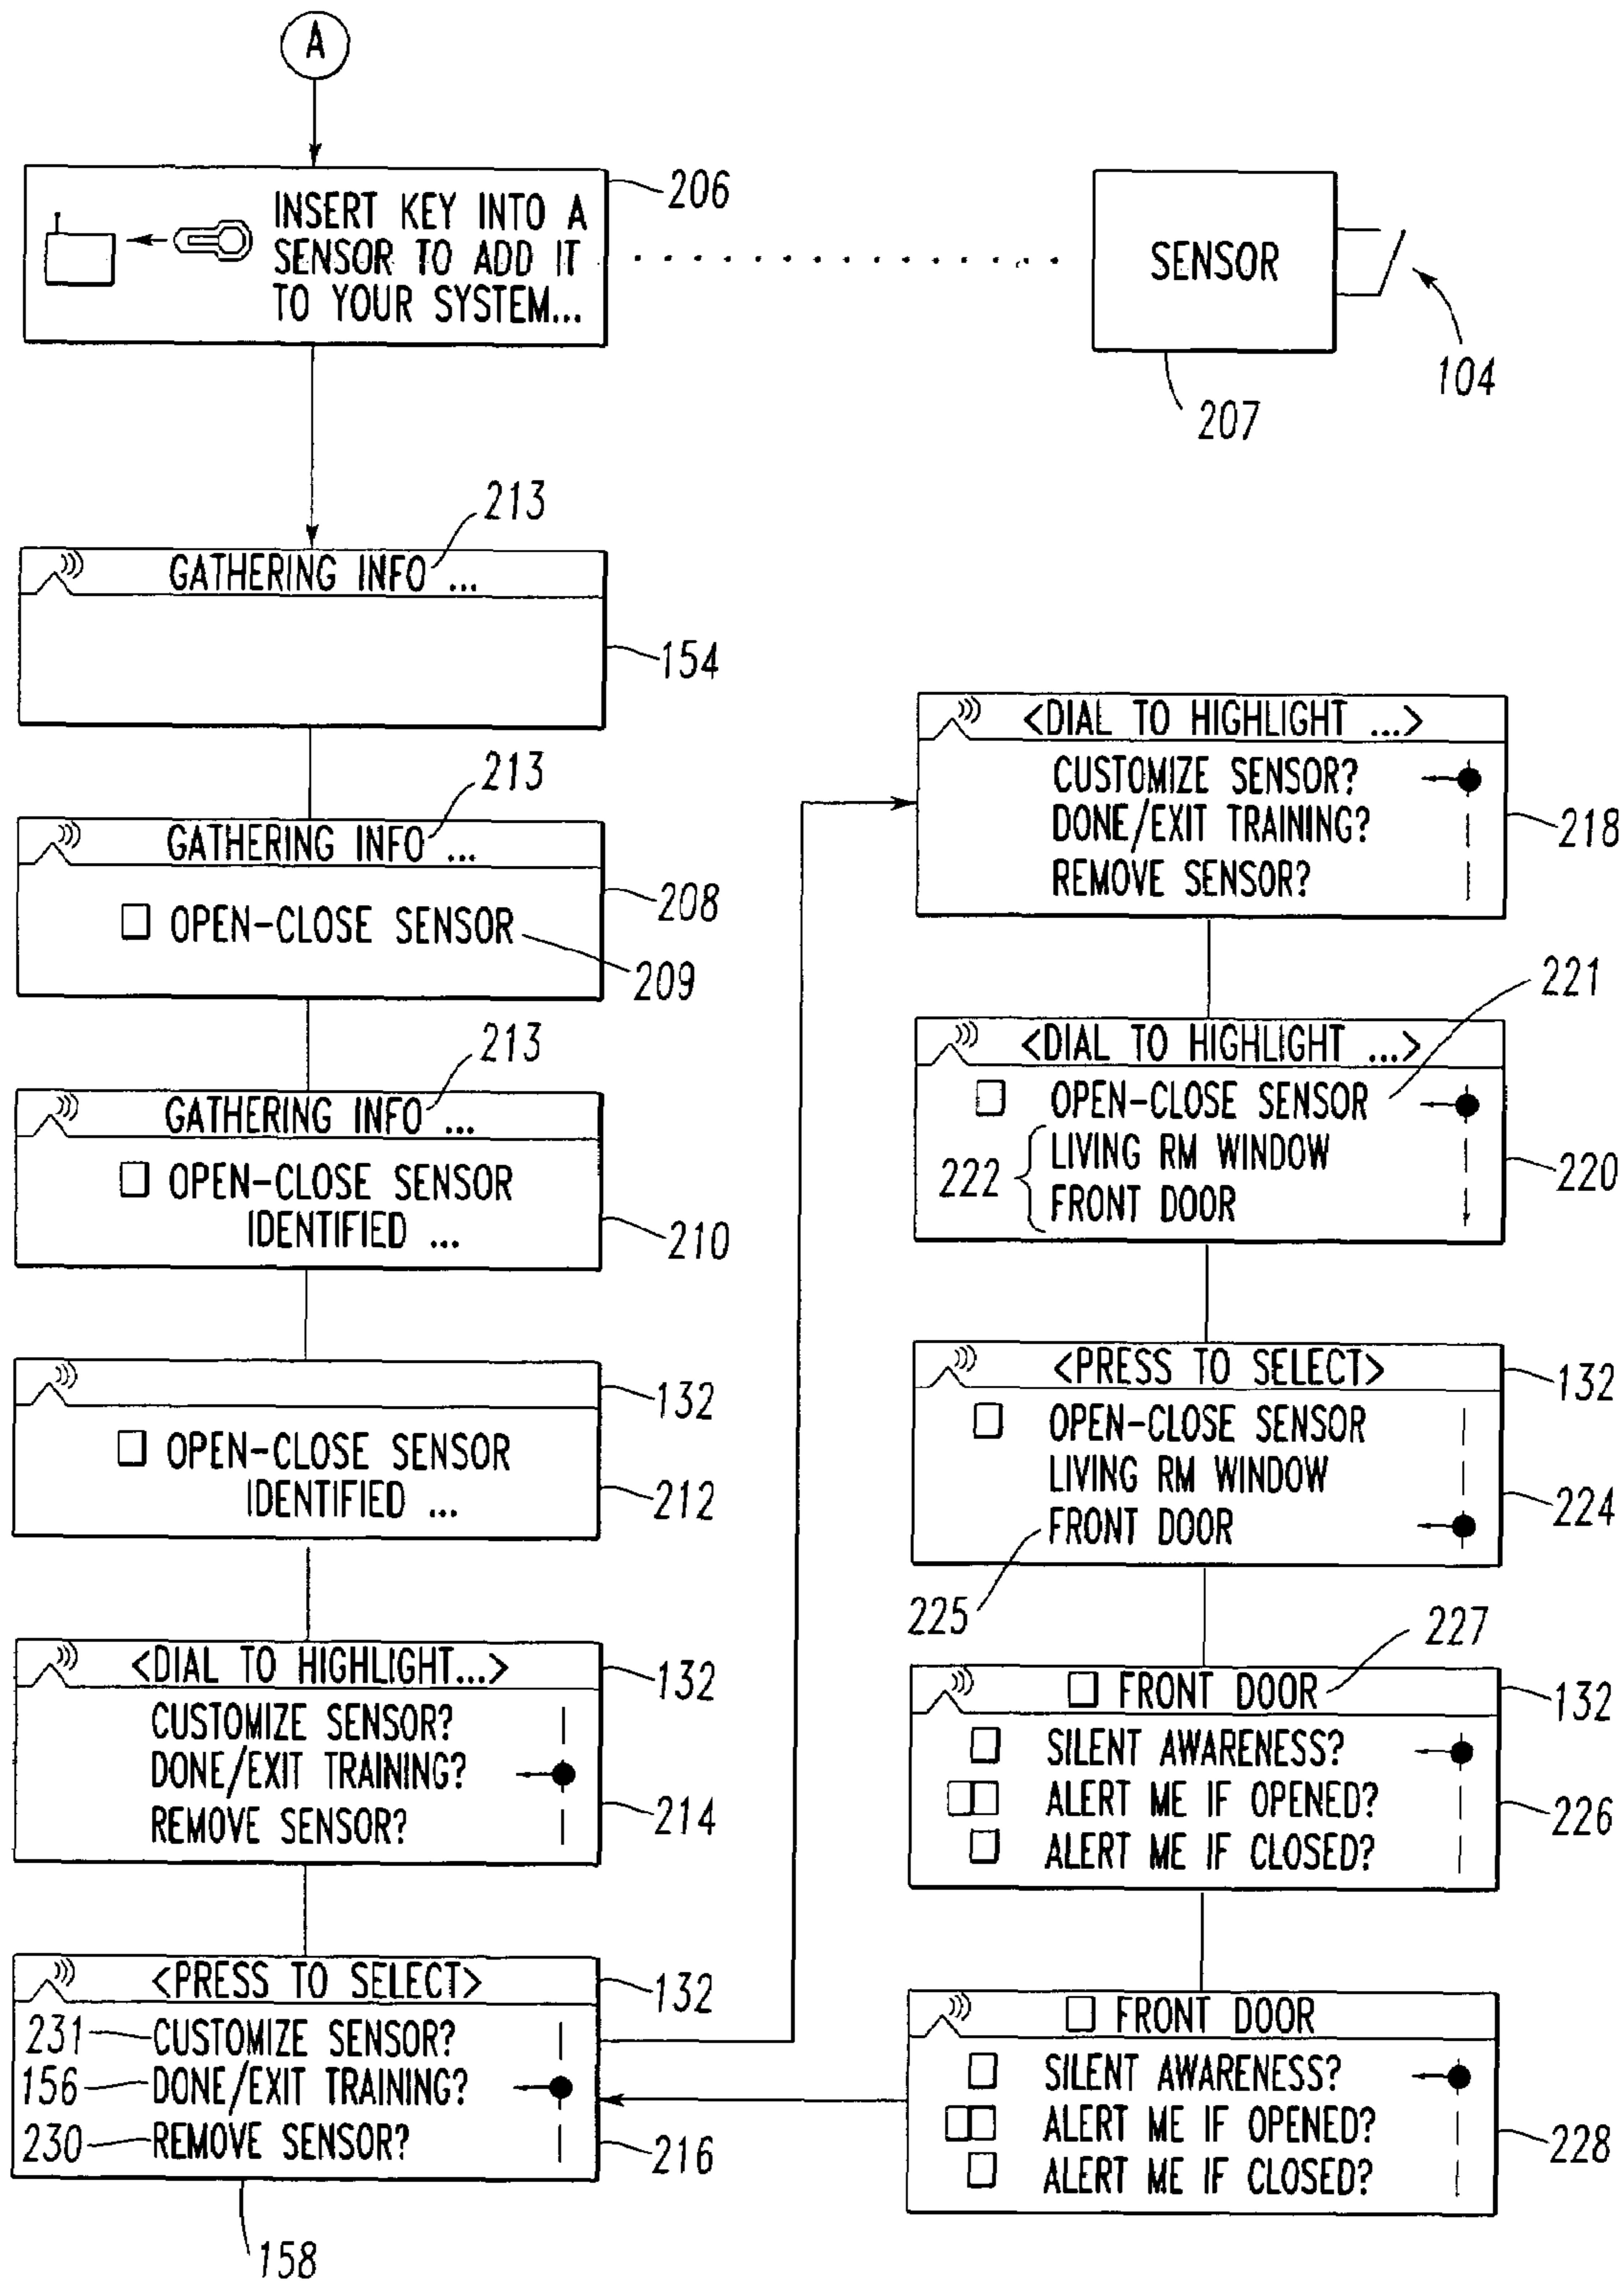 A
INSERT KEY INTO A
SENSOR TO ADD IT
TO YOUR SYSTEM...
206
SENSOR
104
207
213
GATHERING INFO ...
154
213
GATHERING INFO ...
OPEN-CLOSE SENSOR
208
209
213
GATHERING INFO ...
OPEN-CLOSE SENSOR
IDENTIFIED ...
210
132
OPEN-CLOSE SENSOR
IDENTIFIED ...
212
<DIAL TO HIGHLIGHT...>
132
CUSTOMIZE SENSOR?
DONE/EXIT TRAINING?
REMOVE SENSOR?
214
<PRESS TO SELECT>
132
231 CUSTOMIZE SENSOR?
156 DONE/EXIT TRAINING?
230 REMOVE SENSOR?
216
158
<DIAL TO HIGHLIGHT ...>
CUSTOMIZE SENSOR?
DONE/EXIT TRAINING?
REMOVE SENSOR?
218
221
<DIAL TO HIGHLIGHT ...>
OPEN-CLOSE SENSOR
LIVING RM WINDOW
FRONT DOOR
222
220
<PRESS TO SELECT>
132
OPEN-CLOSE SENSOR
LIVING RM WINDOW
FRONT DOOR
224
225
227
FRONT DOOR
132
SILENT AWARENESS?
ALERT ME IF OPENED?
ALERT ME IF CLOSED?
226
FRONT DOOR
SILENT AWARENESS?
ALERT ME IF OPENED?
ALERT ME IF CLOSED?
228